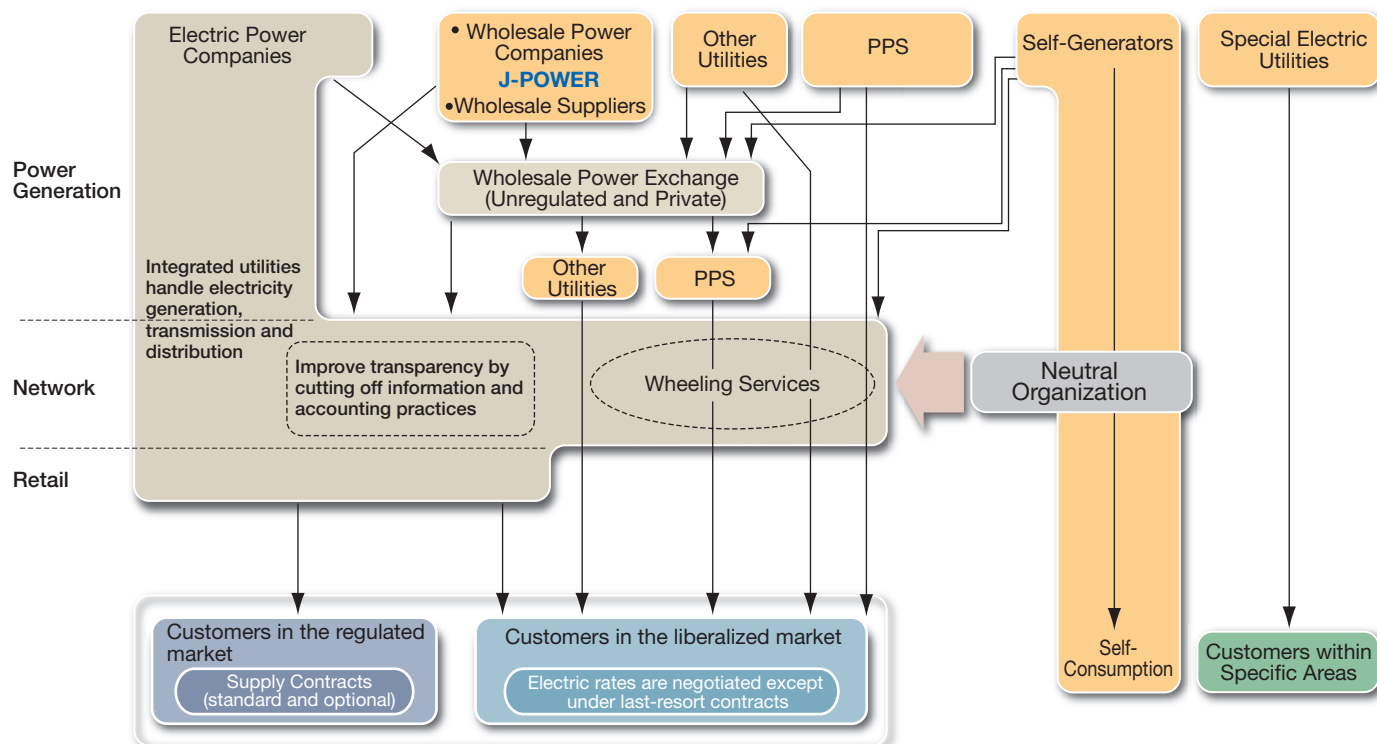 Electric Power
Companies
• Wholesale Power
Companies
J-POWER
•Wholesale Suppliers
Other
Utilities
PPS
Self-Generators
Special Electric
Utilities
Power
Generation
Wholesale Power Exchange
(Unregulated and Private)
Integrated utilities
handle electricity
generation,
transmission and
distribution
Other
Utilities
PPS
Network
Improve transparency by
cutting off information and
accounting practices
Wheeling Services
Neutral
Organization
Retail
Customers in the regulated
market
Supply Contracts
(standard and optional)
Customers in the liberalized market
Electric rates are negotiated except
under last-resort contracts
Self-
Consumption
Customers within
Specific Areas